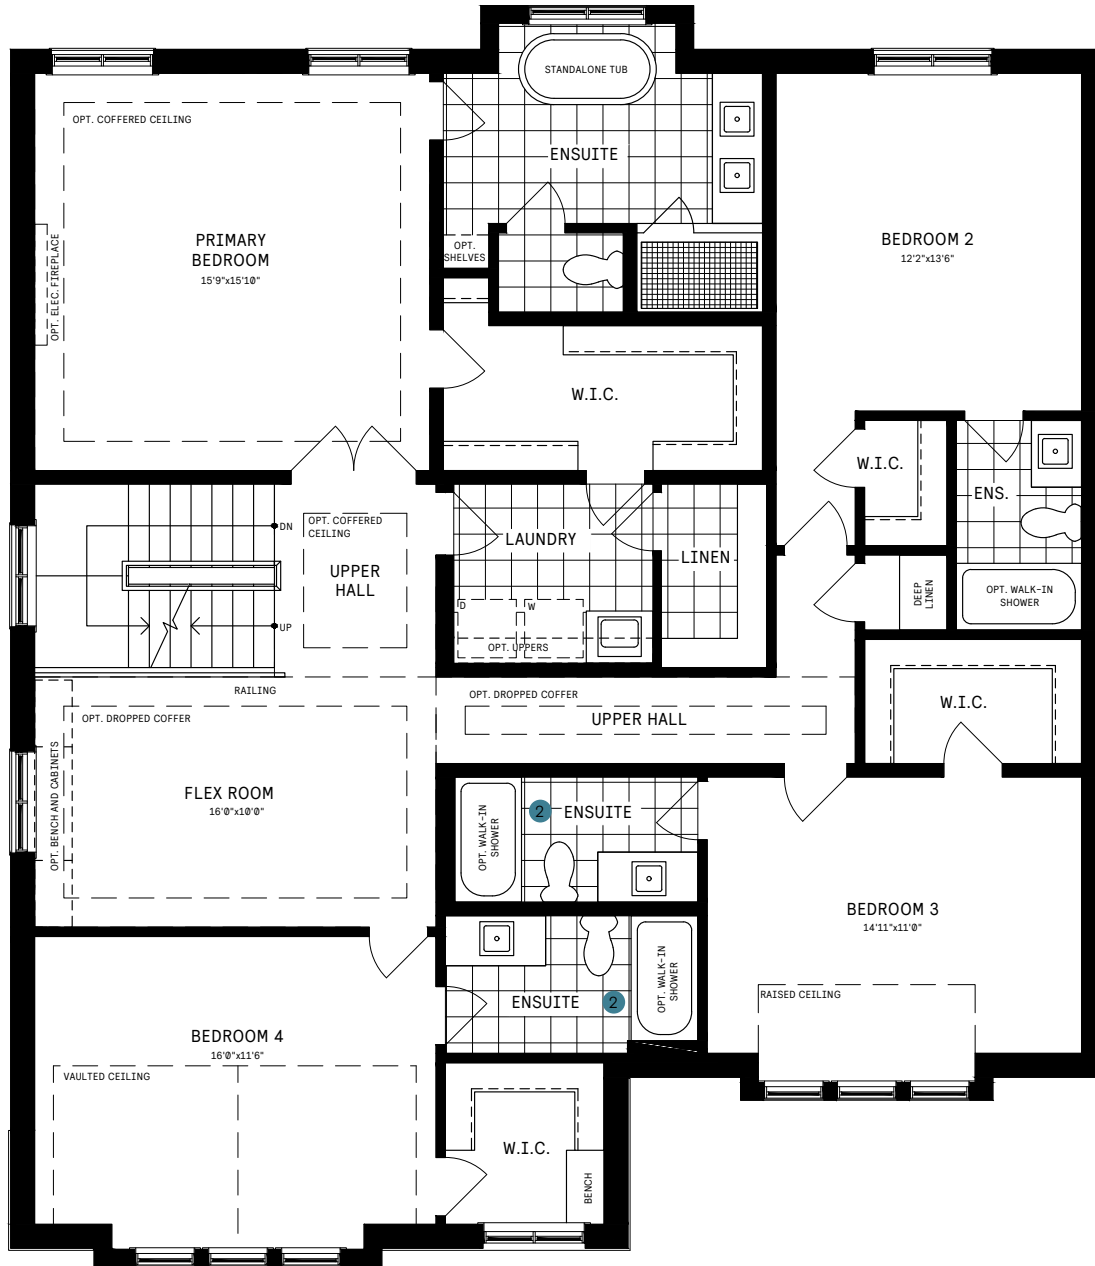 STANDALONE TUB
OPT. COFFERED CEILING
ENSUITE
PRIMARY
BEDROOM
15'9"x15'10"
OPT. ELEC. FIREPLACE
OPT.
SHELVES
BEDROOM 2
12'2"x13'6"
W.I.C.
W.I.C.
ENS.
OPT. WALK-IN
SHOWER
DEEP
LINEN
DN
UP
OPT. COFFERED
CEILING
UPPER
HALL
LAUNDRY
D
W
OPT. UPPERS
LINEN
RAILING
OPT. DROPPED COFFER
UPPER HALL
W.I.C.
OPT. DROPPED COFFER
OPT. BENCH AND CABINETS
FLEX ROOM
16'0"x10'0"
OPT. WALK-IN
SHOWER
2 ENSUITE
BEDROOM 3
14'11"x11'0"
RAISED CEILING
ENSUITE 2
OPT. WALK-IN
SHOWER
BEDROOM 4
16'0"x11'6"
VAULTED CEILING
W.I.C.
BENCH